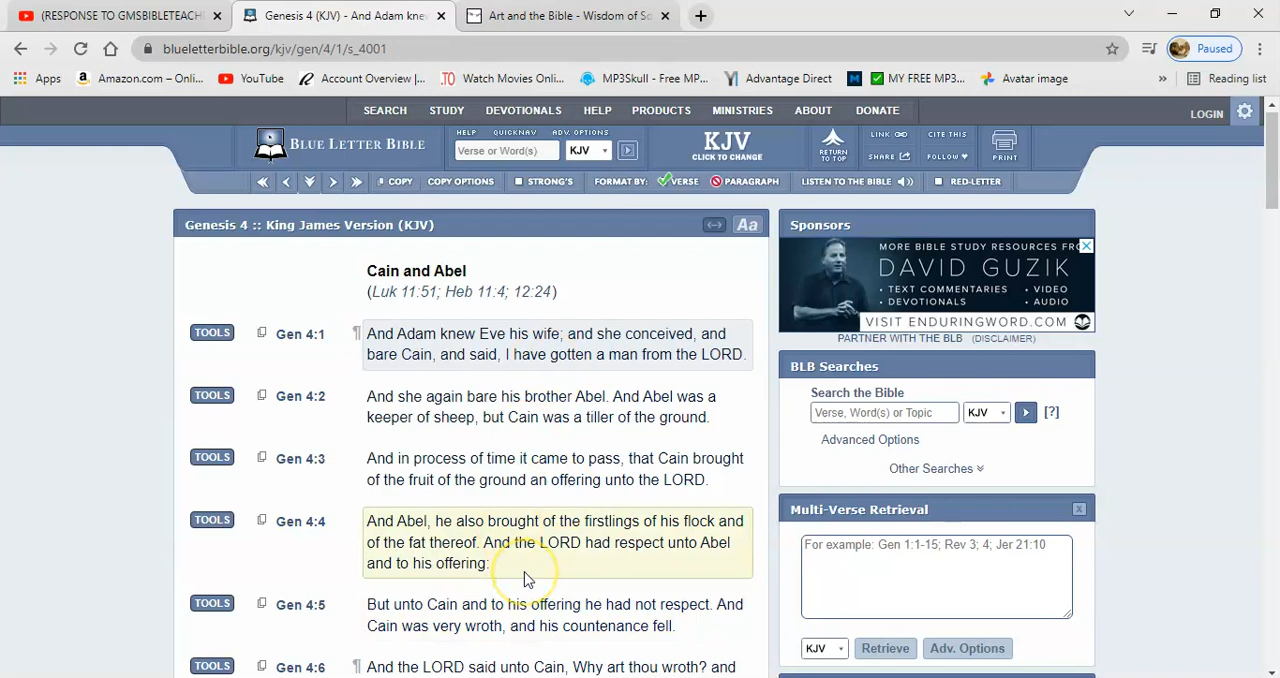 (RESPONSE TO GMSBIBLETEACH
Genesis 4 (KJV) - And Adam knew
Art and the Bible - Wisdom of So
blueletterbible.org/kjv/gen/4/1/s_4001
Paused
Apps
Amazon.com – Onli...
YouTube
Account Overview |...
Watch Movies Onlin...
MP3Skull - Free MP...
Advantage Direct
MY FREE MP3...
Avatar image
»
Reading list
SEARCH STUDY DEVOTIONALS HELP PRODUCTS MINISTRIES ABOUT DONATE
LOGIN
BLUE LETTER BIBLE
HELP QUICKNAV ADV. OPTIONS
Verse or Word(s)
KJV
KJV
CLICK TO CHANGE
RETURN
TO TOP
LINK
CITE THIS
SHARE
FOLLOW
PRINT
COPY
COPY OPTIONS
STRONG'S
FORMAT BY:
VERSE
PARAGRAPH
LISTEN TO THE BIBLE
RED-LETTER
Genesis 4 :: King James Version (KJV)
Aa
Cain and Abel
(Luk 11:51; Heb 11:4; 12:24)
TOOLS Gen 4:1 ¶ And Adam knew Eve his wife; and she conceived, and
bare Cain, and said, I have gotten a man from the LORD.
TOOLS Gen 4:2 And she again bare his brother Abel. And Abel was a
keeper of sheep, but Cain was a tiller of the ground.
TOOLS Gen 4:3 And in process of time it came to pass, that Cain brought
of the fruit of the ground an offering unto the LORD.
TOOLS Gen 4:4 And Abel, he also brought of the firstlings of his flock and
of the fat thereof. And the LORD had respect unto Abel
and to his offering:
TOOLS Gen 4:5 But unto Cain and to his offering he had not respect. And
Cain was very wroth, and his countenance fell.
TOOLS Gen 4:6 ¶ And the LORD said unto Cain, Why art thou wroth? and
Sponsors
MORE BIBLE STUDY RESOURCES FRO
DAVID GUZIK
• TEXT COMMENTARIES • VIDEO
• DEVOTIONALS • AUDIO
VISIT ENDURINGWORD.COM
PARTNER WITH THE BLB (DISCLAIMER)
BLB Searches
Search the Bible
Verse, Word(s) or Topic
KJV
[?]
Advanced Options
Other Searches
Multi-Verse Retrieval
X
For example: Gen 1:1-15; Rev 3; 4; Jer 21:10
KJV
Retrieve
Adv. Options